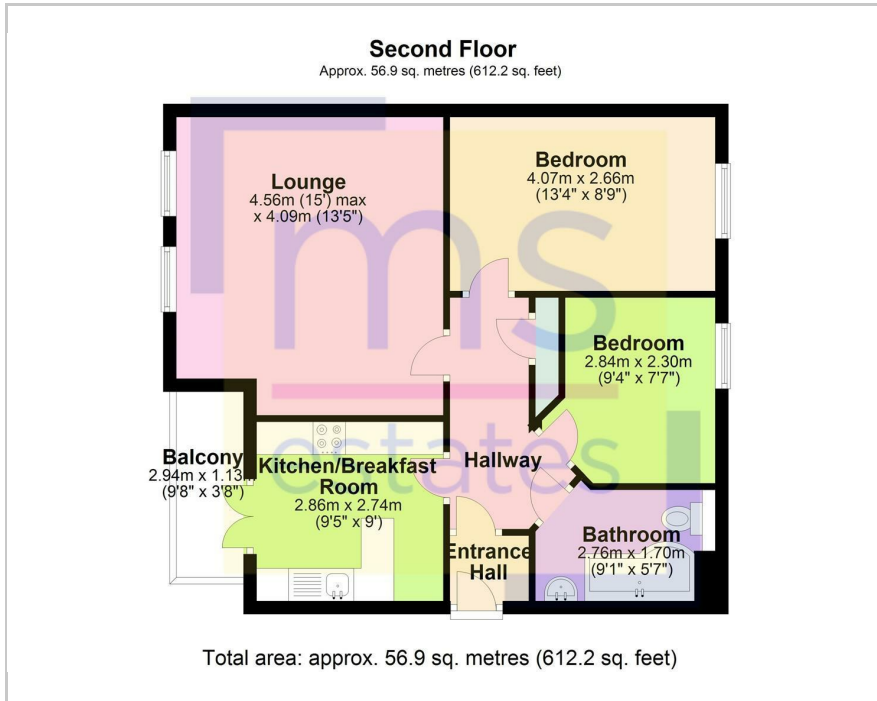 Second Floor
Approx. 56.9 sq. metres (612.2 sq. feet)
Lounge
4.56m (15') max
x 4.09m (13'5")
Bedroom
4.07m x 2.66m
(13'4" x 8'9")
ms
estates
Bedroom
2.84m x 2.30m
(9'4" x 7'7")
Balcony
2.94m x 1.13
(9'8" x 3'8")
Kitchen/Breakfast
Room
2.86m x 2.74m
(9'5" x 9')
Hallway
Entrance
Hall
Bathroom
2.76m x 1.70m
(9'1" x 5'7")
Total area: approx. 56.9 sq. metres (612.2 sq. feet)